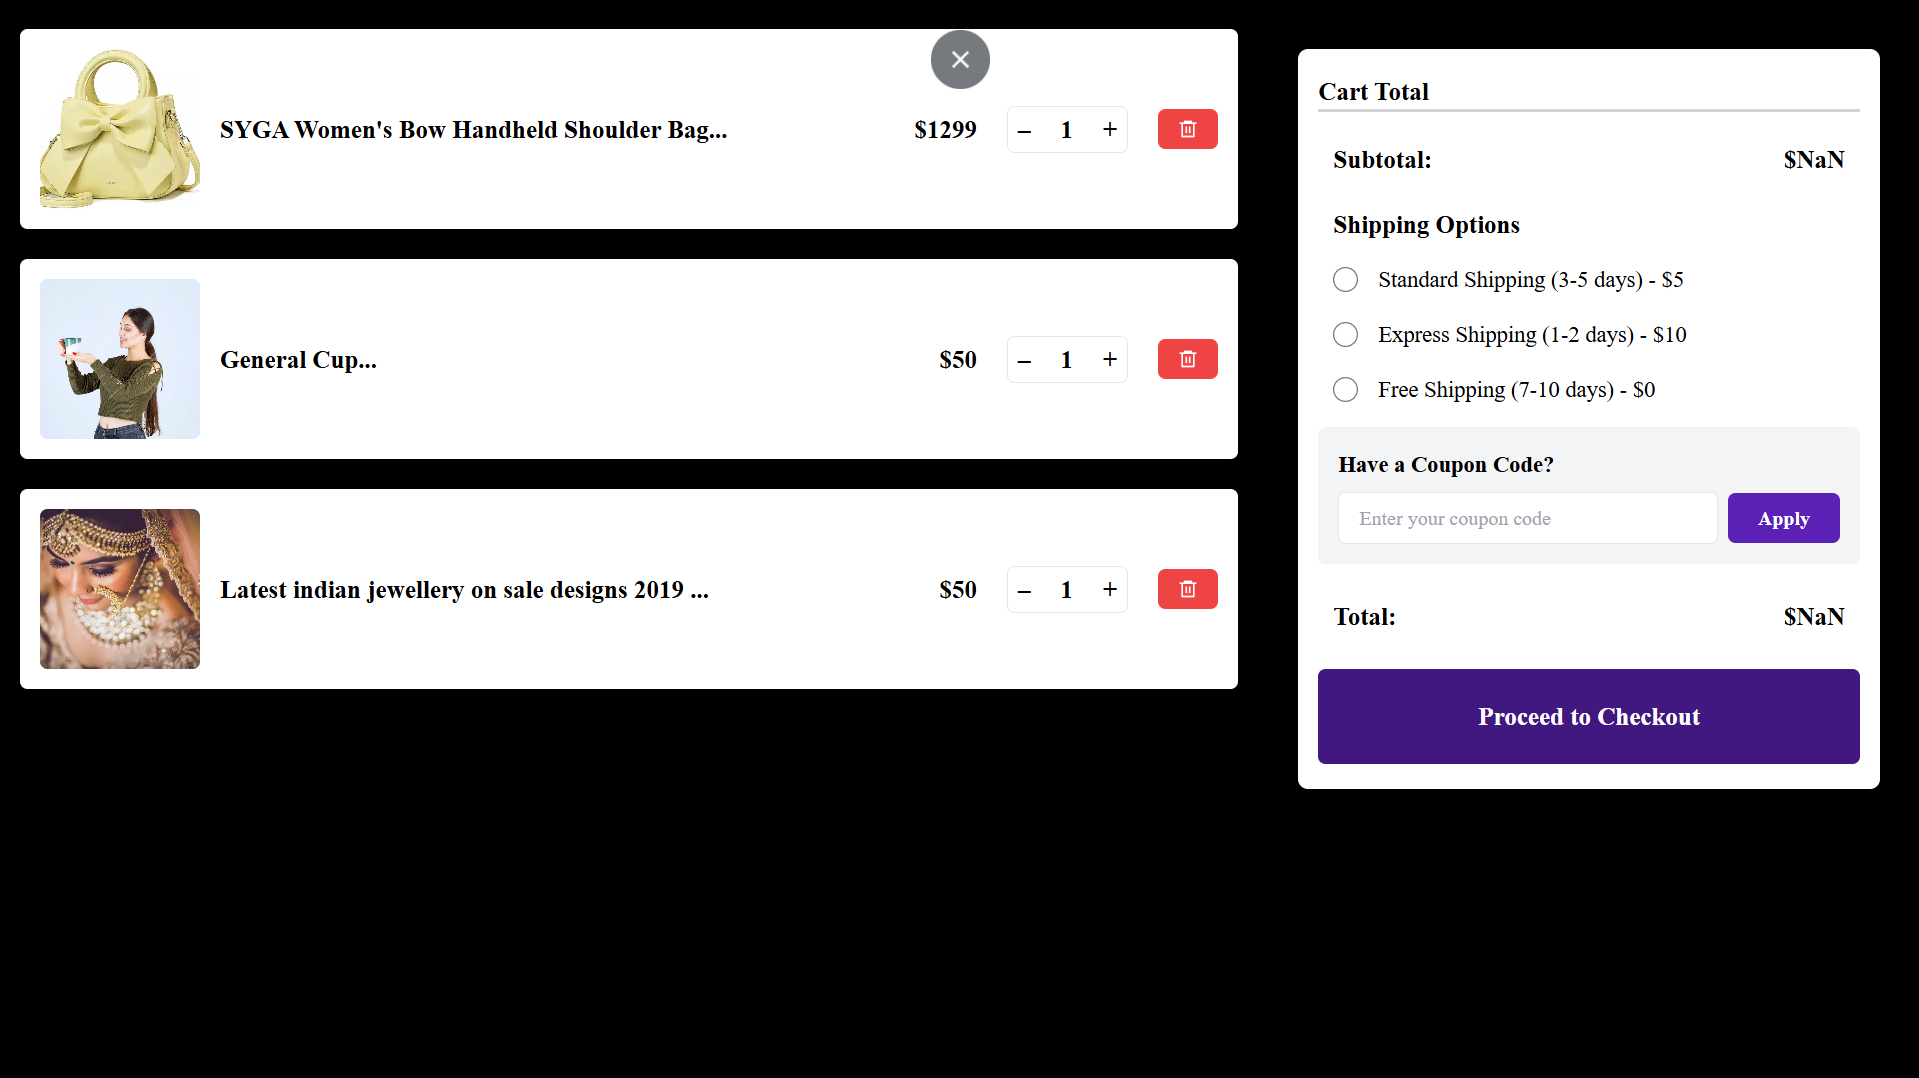 SYGA Women's Bow Handheld Shoulder Bag...
$1299
– 1 +
General Cup...
$50
– 1 +
Latest indian jewellery on sale designs 2019 ...
$50
– 1 +
Cart Total
Subtotal: $NaN
Shipping Options
Standard Shipping (3-5 days) - $5
Express Shipping (1-2 days) - $10
Free Shipping (7-10 days) - $0
Have a Coupon Code?
Enter your coupon code
Apply
Total: $NaN
Proceed to Checkout